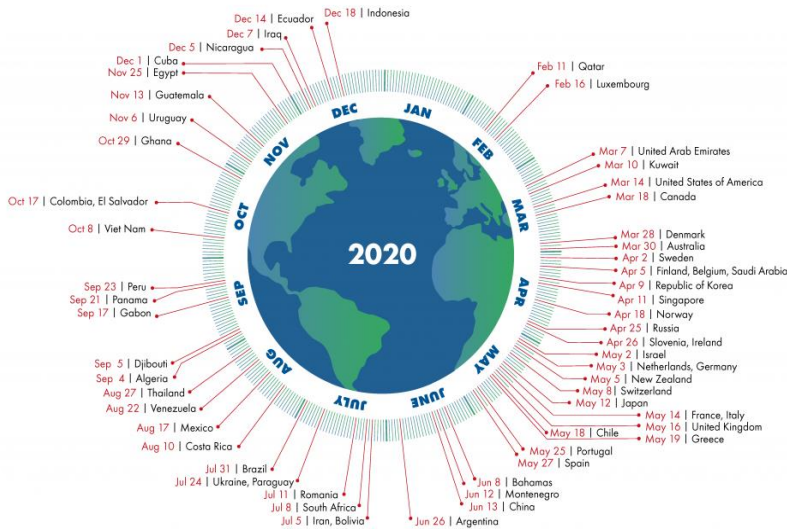 Feb 11 | Qatar
Feb 16 | Luxembourg
Mar 7 | United Arab Emirates
Mar 10 | Kuwait
Mar 14 | United States of America
Mar 18 | Canada
Mar 28 | Denmark
Mar 30 | Australia
Apr 2 | Sweden
Apr 5 | Finland, Belgium, Saudi Arabia
Apr 9 | Republic of Korea
Apr 11 | Singapore
Apr 18 | Norway
Apr 25 | Russia
Apr 26 | Slovenia, Ireland
May 2 | Israel
May 3 | Netherlands, Germany
May 5 | New Zealand
May 8 | Switzerland
May 12 | Japan
May 14 | France, Italy
May 16 | United Kingdom
May 18 | Chile
May 19 | Greece
May 25 | Portugal
May 27 | Spain
Jun 8 | Bahamas
Jun 12 | Montenegro
Jun 13 | China
Jun 26 | Argentina
Jul 5 | Iran, Bolivia
Jul 8 | South Africa
Jul 11 | Romania
Jul 24 | Ukraine, Paraguay
Jul 31 | Brazil
Aug 10 | Costa Rica
Aug 17 | Mexico
Aug 22 | Venezuela
Aug 27 | Thailand
Sep 4 | Algeria
Sep 5 | Djibouti
Sep 17 | Gabon
Sep 21 | Panama
Sep 23 | Peru
Oct 8 | Viet Nam
Oct 17 | Colombia, El Salvador
Oct 29 | Ghana
Nov 6 | Uruguay
Nov 13 | Guatemala
Nov 25 | Egypt
Dec 1 | Cuba
Dec 5 | Nicaragua
Dec 7 | Iraq
Dec 14 | Ecuador
Dec 18 | Indonesia
JAN
FEB
MAR
APR
MAY
JUNE
JULY
AUG
SEP
OCT
NOV
DEC
2020